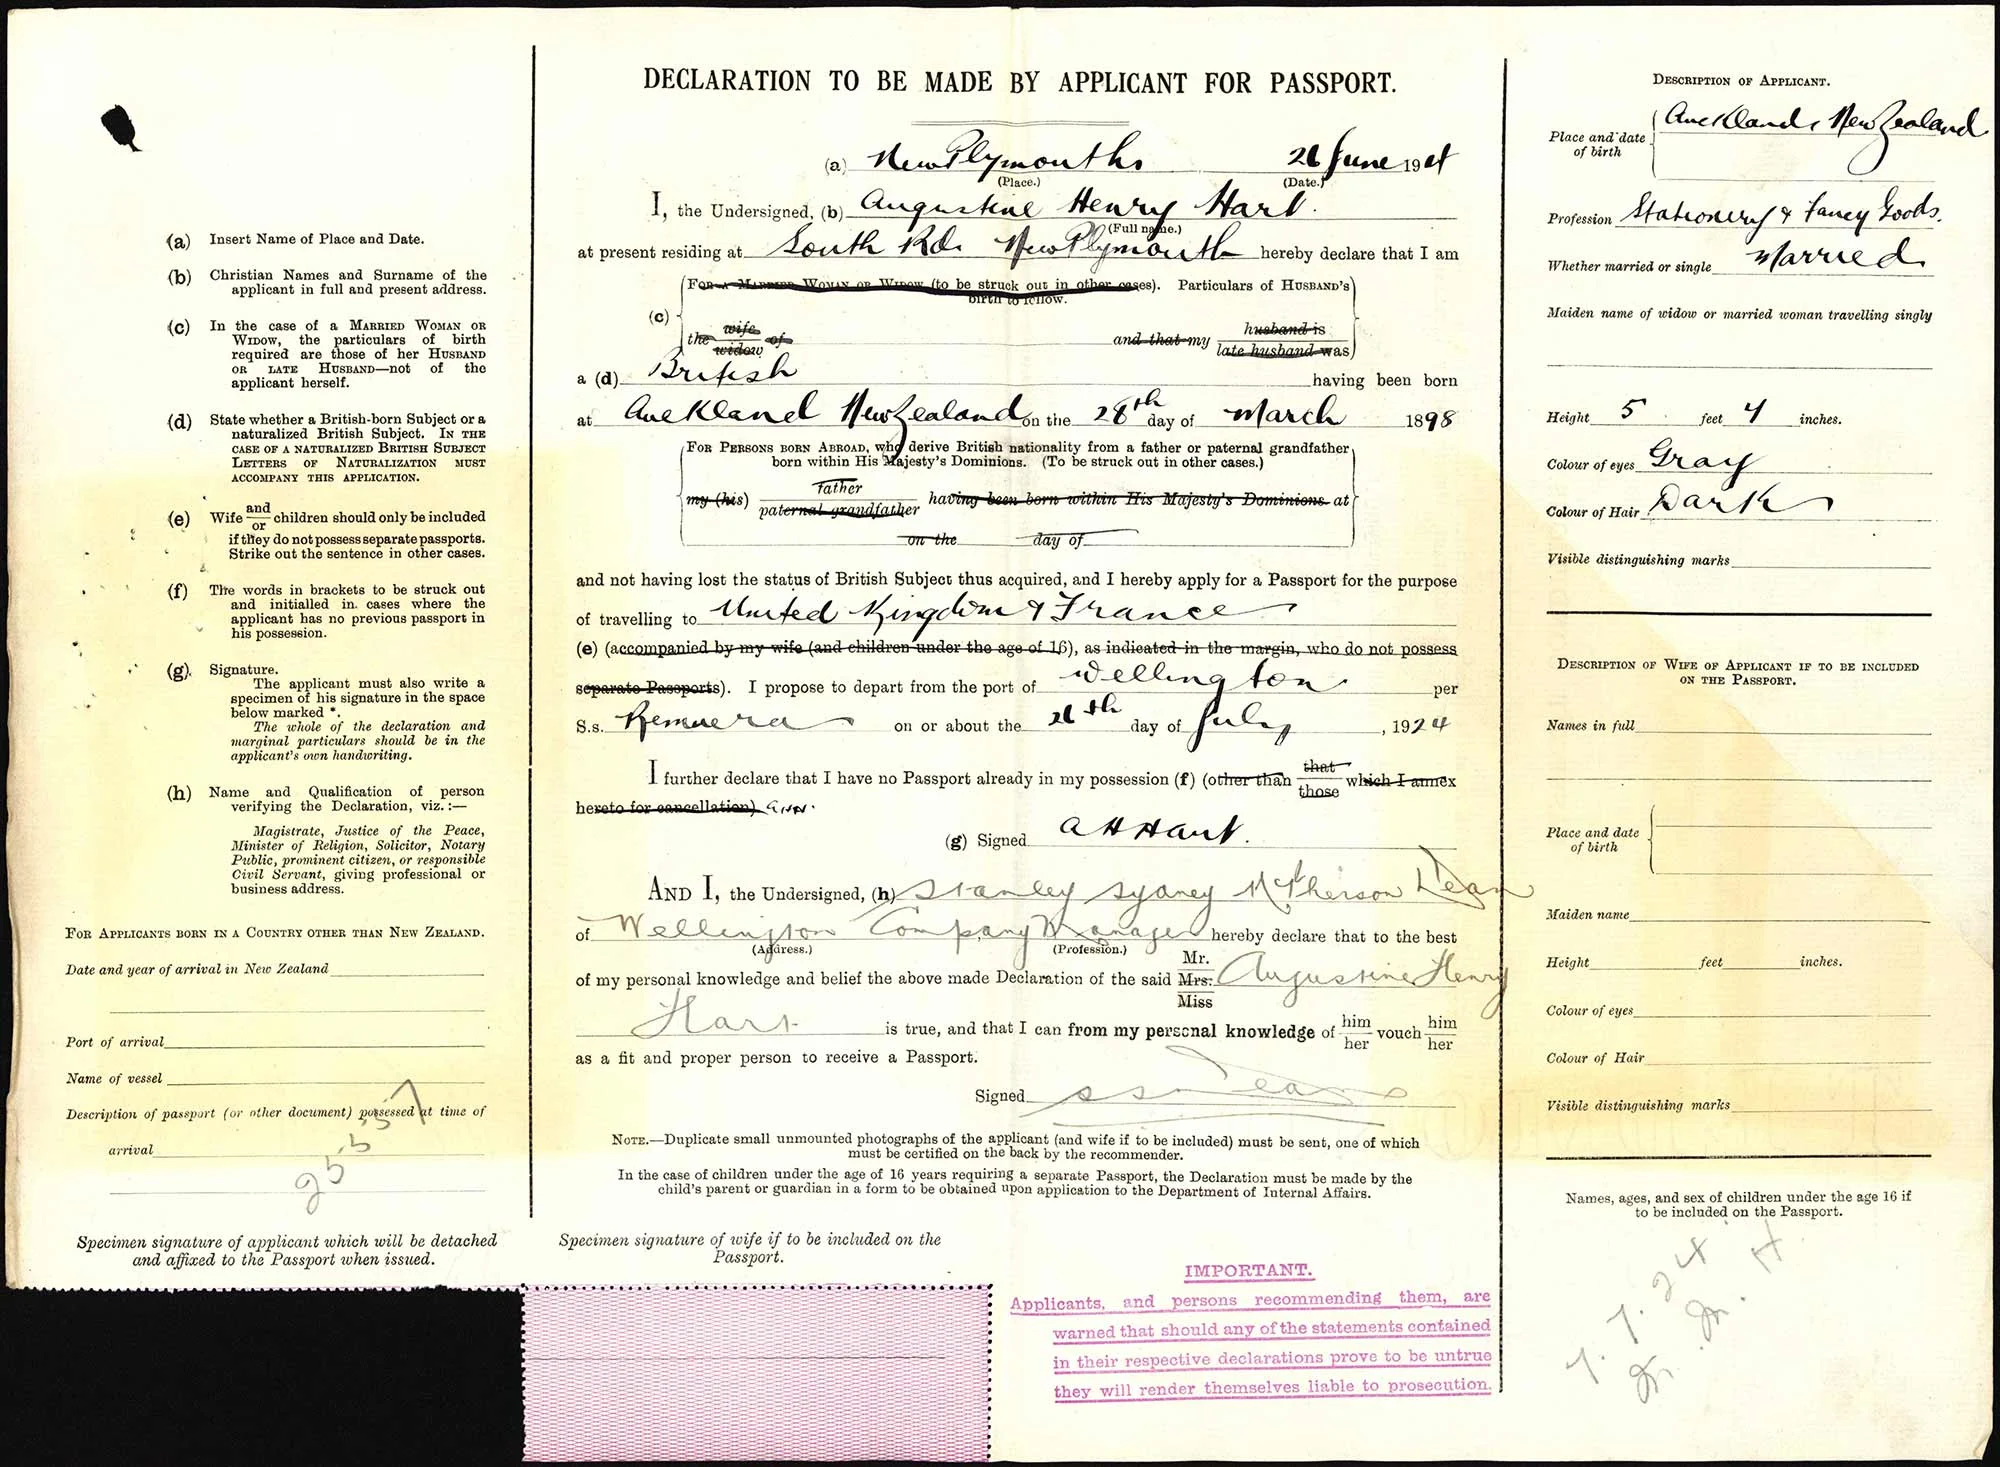 (a) Insert Name of Place and Date.
(b) Christian Names and Surname of the
applicant in full and present address.
(c) In the case of a MARRIED WOMAN OR
WIDOW, the particulars of birth
required are those of her HUSBAND
OR LATE HUSBAND—not of the
applicant herself.
(d) State whether a British-born Subject or a
naturalized British Subject. IN THE
CASE OF A NATURALIZED BRITISH SUBJECT
LETTERS OF NATURALIZATION MUST
ACCOMPANY THIS APPLICATION.
(e) Wife and/or children should only be included
if they do not possess separate passports.
Strike out the sentence in other cases.
(f) The words in brackets to be struck out
and initialled in cases where the
applicant has no previous passport in
his possession.
(g) Signature.
The applicant must also write a
specimen of his signature in the space
below marked *.
The whole of the declaration and
marginal particulars should be in the
applicant's own handwriting.
(h) Name and Qualification of person
verifying the Declaration, viz.:—
Magistrate, Justice of the Peace,
Minister of Religion, Solicitor, Notary
Public, prominent citizen, or responsible
Civil Servant, giving professional or
business address.
FOR APPLICANTS BORN IN A COUNTRY OTHER THAN NEW ZEALAND.
Date and year of arrival in New Zealand
Port of arrival
Name of vessel
Description of passport (or other document) possessed at time of
arrival
Specimen signature of applicant which will be detached
and affixed to the Passport when issued.
DECLARATION TO BE MADE BY APPLICANT FOR PASSPORT.
(a) New Plymouth 26 June 19
(Place.) (Date.)
I, the Undersigned, (b) Augustine Henry Hart.
(Full name.)
at present residing at South Rd. New Plymouth hereby declare that I am
(c) FOR A MARRIED WOMAN OR WIDOW (to be struck out in other cases). Particulars of HUSBAND'S
birth to follow.
the wife/widow of and that my husband is/late husband was
a (d) British having been born
at Auckland New Zealand on the 28th day of March 1898
FOR PERSONS BORN ABROAD, who derive British nationality from a father or paternal grandfather
born within His Majesty's Dominions. (To be struck out in other cases.)
my (his) father/paternal grandfather having been born within His Majesty's Dominions at
on the day of
and not having lost the status of British Subject thus acquired, and I hereby apply for a Passport for the purpose
of travelling to United Kingdom & France
(e) (accompanied by my wife (and children under the age of 16), as indicated in the margin, who do not possess
separate Passports). I propose to depart from the port of Wellington per
S.s. Remuera on or about the 26th day of July, 1924
I further declare that I have no Passport already in my possession (f) (other than that/those which I annex
hereto for cancellation) AHH.
(g) Signed A H Hart.
AND I, the Undersigned, (h) Stanley Sydney McPherson Dean
of Wellington Company Manager hereby declare that to the best
(Address.) (Profession.)
of my personal knowledge and belief the above made Declaration of the said Mr./Mrs./Miss Augustine Henry
Hart is true, and that I can from my personal knowledge of him/her vouch him/her
as a fit and proper person to receive a Passport.
Signed SSM Dean
NOTE.—Duplicate small unmounted photographs of the applicant (and wife if to be included) must be sent, one of which
must be certified on the back by the recommender.
In the case of children under the age of 16 years requiring a separate Passport, the Declaration must be made by the
child's parent or guardian in a form to be obtained upon application to the Department of Internal Affairs.
Specimen signature of wife if to be included on the
Passport.
IMPORTANT.
Applicants, and persons recommending them, are
warned that should any of the statements contained
in their respective declarations prove to be untrue
they will render themselves liable to prosecution.
DESCRIPTION OF APPLICANT.
Place and date of birth Auckland, New Zealand
Profession Stationery & Fancy Goods.
Whether married or single Married
Maiden name of widow or married woman travelling singly
Height 5 feet 4 inches.
Colour of eyes Gray
Colour of Hair Dark
Visible distinguishing marks
DESCRIPTION OF WIFE OF APPLICANT IF TO BE INCLUDED
ON THE PASSPORT.
Names in full
Place and date of birth
Maiden name
Height feet inches.
Colour of eyes
Colour of Hair
Visible distinguishing marks
Names, ages, and sex of children under the age 16 if
to be included on the Passport.